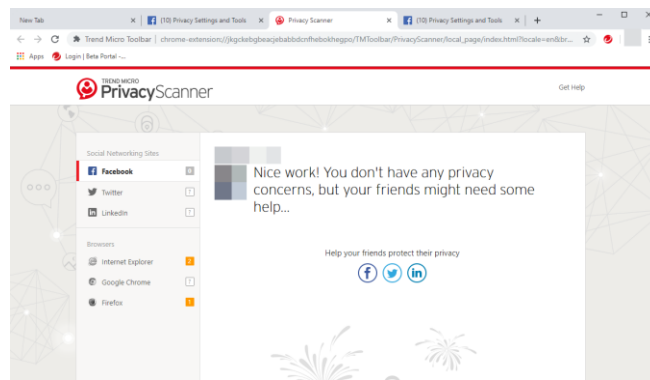 New Tab
(10) Privacy Settings and Tools
Privacy Scanner
(10) Privacy Settings and Tools
Trend Micro Toolbar | chrome-extension://jkgckebgbeacjebabbdcnfhebokhegpo/TMToolbar/PrivacyScanner/local_page/index.html?locale=en&br...
Apps Login | Beta Portal -...
TREND MICRO
PrivacyScanner
Get Help
Social Networking Sites
Facebook
Twitter ?
LinkedIn ?
Browsers
Internet Explorer 2
Google Chrome ?
Firefox
Nice work! You don't have any privacy
concerns, but your friends might need some
help...
Help your friends protect their privacy